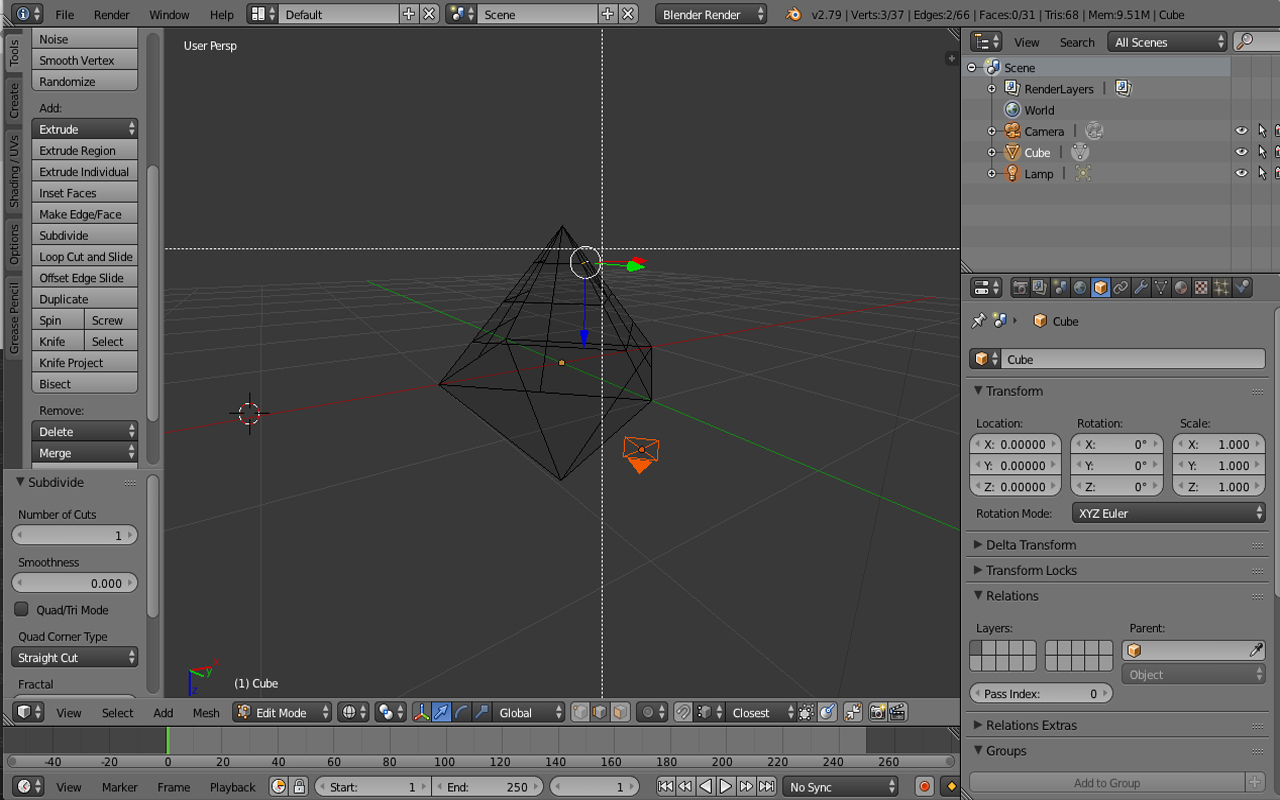 File Render Window Help Default Scene Blender Render v2.79 | Verts:3/37 | Edges:2/66 | Faces:0/31 | Tris:68 | Mem:9.51M | Cube
Tools
Create
Shading / UVs
Options
Grease Pencil
Noise
Smooth Vertex
Randomize
Add:
Extrude
Extrude Region
Extrude Individual
Inset Faces
Make Edge/Face
Subdivide
Loop Cut and Slide
Offset Edge Slide
Duplicate
Spin Screw
Knife Select
Knife Project
Bisect
Remove:
Delete
Merge
Subdivide
Number of Cuts
1
Smoothness
0.000
Quad/Tri Mode
Quad Corner Type
Straight Cut
Fractal
User Persp
y
z
(1) Cube
View Select Add Mesh Edit Mode Global Closest
-40 -20 0 20 40 60 80 100 120 140 160 180 200 220 240 260
View Marker Frame Playback Start: 1 End: 250 1 No Sync
View Search All Scenes
Scene
RenderLayers |
World
Camera |
Cube |
Lamp |
Cube
Cube
Transform
Location: Rotation: Scale:
X: 0.00000 X: 0° X: 1.000
Y: 0.00000 Y: 0° Y: 1.000
Z: 0.00000 Z: 0° Z: 1.000
Rotation Mode: XYZ Euler
Delta Transform
Transform Locks
Relations
Layers: Parent:
Object
Pass Index: 0
Relations Extras
Groups
Add to Group